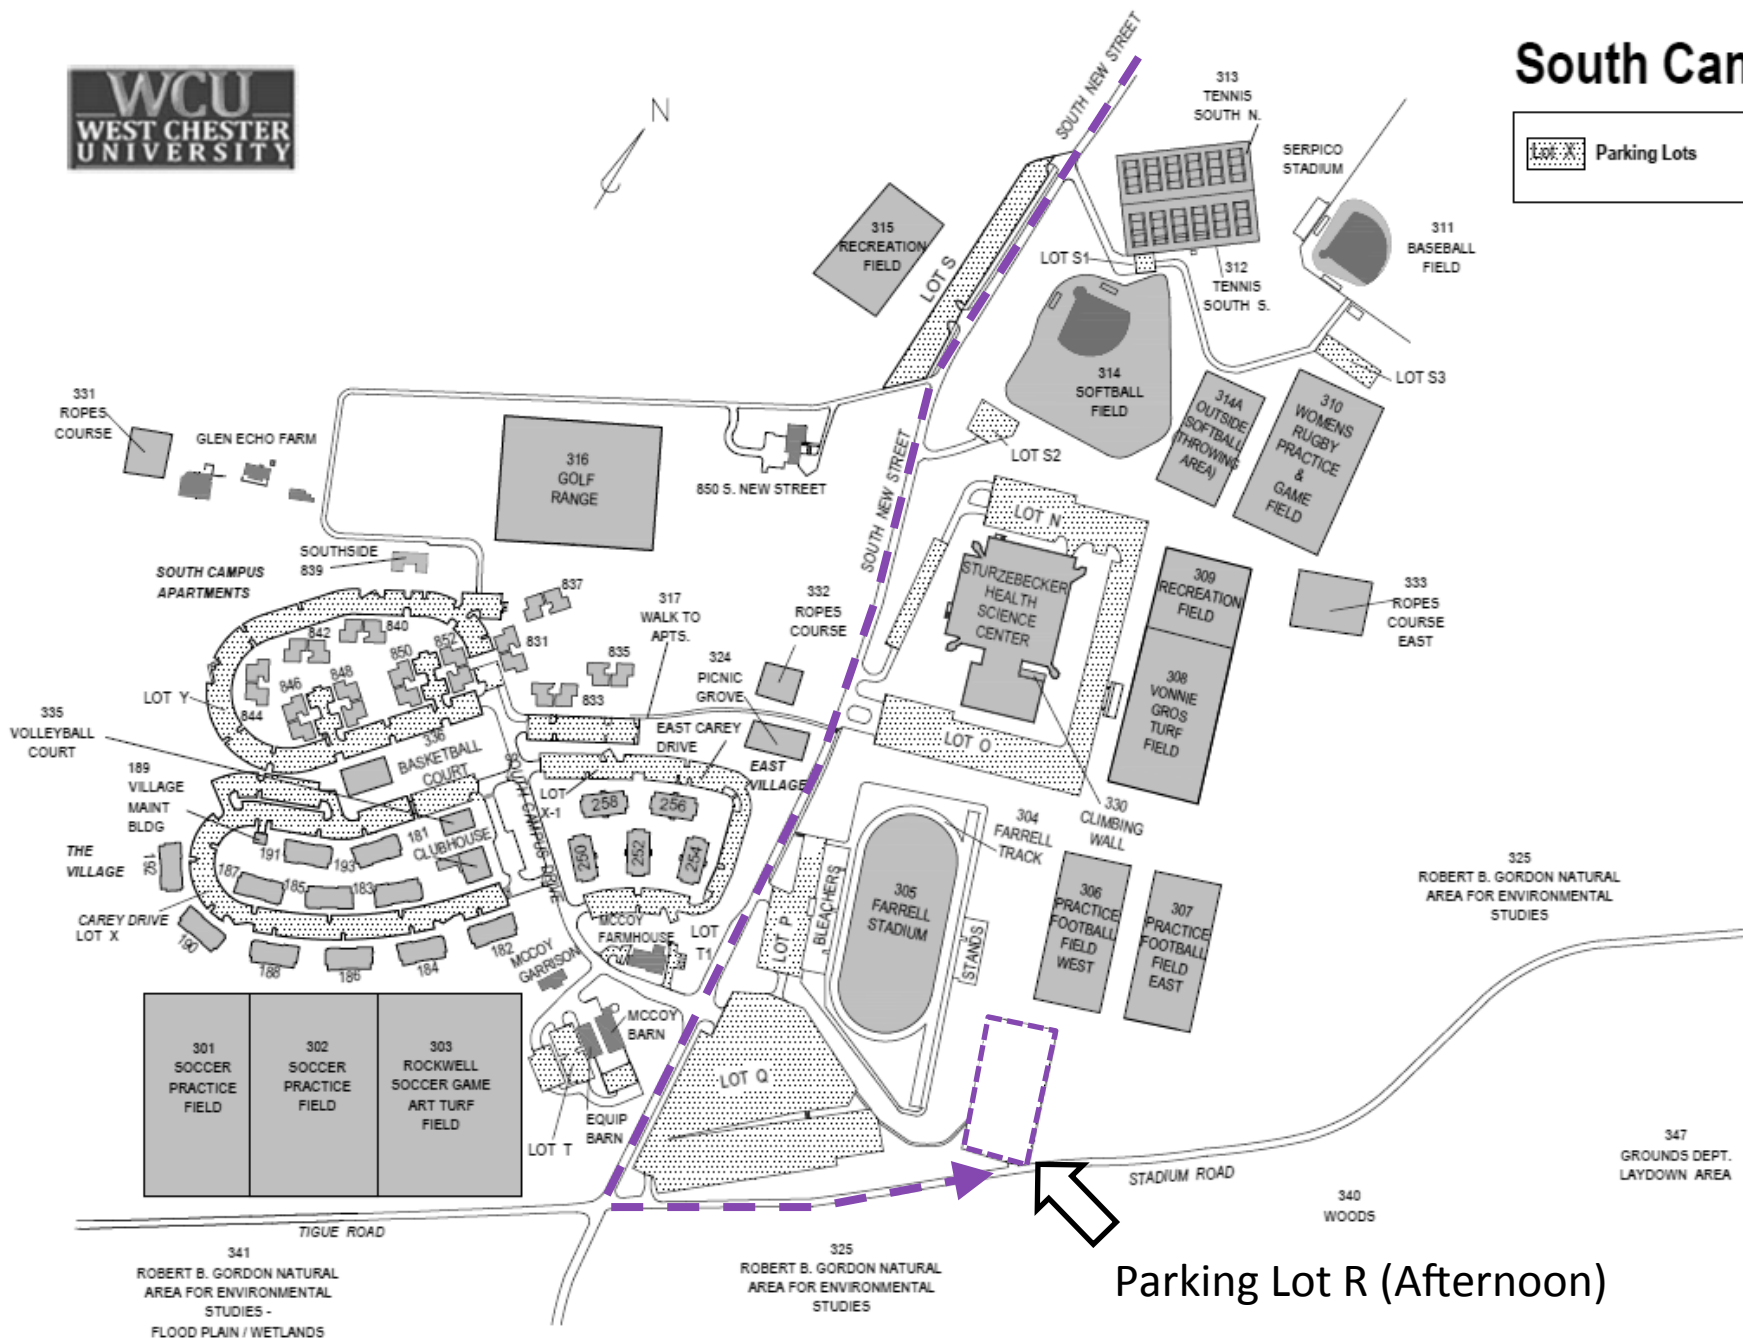 WCU
WEST CHESTER
UNIVERSITY
N
South Can
Lot X
Parking Lots
SOUTH NEW STREET
SOUTH NEW STREET
313
TENNIS
SOUTH N.
SERPICO
STADIUM
311
BASEBALL
FIELD
315
RECREATION
FIELD
LOT S
LOT S1
312
TENNIS
SOUTH S.
314
SOFTBALL
FIELD
LOT S3
314A
OUTSIDE
SOFTBALL
(THROWING
AREA)
310
WOMENS
RUGBY
PRACTICE
&
GAME
FIELD
331
ROPES
COURSE
GLEN ECHO FARM
316
GOLF
RANGE
850 S. NEW STREET
LOT S2
SOUTH NEW STREET
LOT N
STURZEBECKER
HEALTH
SCIENCE
CENTER
309
RECREATION
FIELD
333
ROPES
COURSE
EAST
SOUTHSIDE
839
SOUTH CAMPUS
APARTMENTS
837
317
WALK TO
APTS.
332
ROPES
COURSE
842
840
852
831
850
835
324
PICNIC
GROVE
848
846
833
844
LOT Y
308
VONNIE
GROS
TURF
FIELD
335
VOLLEYBALL
COURT
336
BASKETBALL
COURT
EAST CAREY
DRIVE
LOT O
EAST
VILLAGE
189
VILLAGE
MAINT
BLDG
SOUTH CAMPUS DRIVE
LOT
X-1
258
256
330
CLIMBING
WALL
304
FARRELL
TRACK
181
CLUBHOUSE
191
193
250
252
254
THE
VILLAGE
192
187
185
183
325
ROBERT B. GORDON NATURAL
AREA FOR ENVIRONMENTAL
STUDIES
BLEACHERS
305
FARRELL
STADIUM
306
PRACTICE
FOOTBALL
FIELD
WEST
307
PRACTICE
FOOTBALL
FIELD
EAST
CAREY DRIVE
LOT X
190
188
186
184
182
MCCOY
GARRISON
MCCOY
FARMHOUSE
LOT
T1
LOT P
STANDS
301
SOCCER
PRACTICE
FIELD
302
SOCCER
PRACTICE
FIELD
303
ROCKWELL
SOCCER GAME
ART TURF
FIELD
MCCOY
BARN
LOT Q
EQUIP
BARN
LOT T
347
GROUNDS DEPT.
LAYDOWN AREA
STADIUM ROAD
340
WOODS
TIGUE ROAD
341
ROBERT B. GORDON NATURAL
AREA FOR ENVIRONMENTAL
STUDIES -
FLOOD PLAIN / WETLANDS
325
ROBERT B. GORDON NATURAL
AREA FOR ENVIRONMENTAL
STUDIES
Parking Lot R (Afternoon)